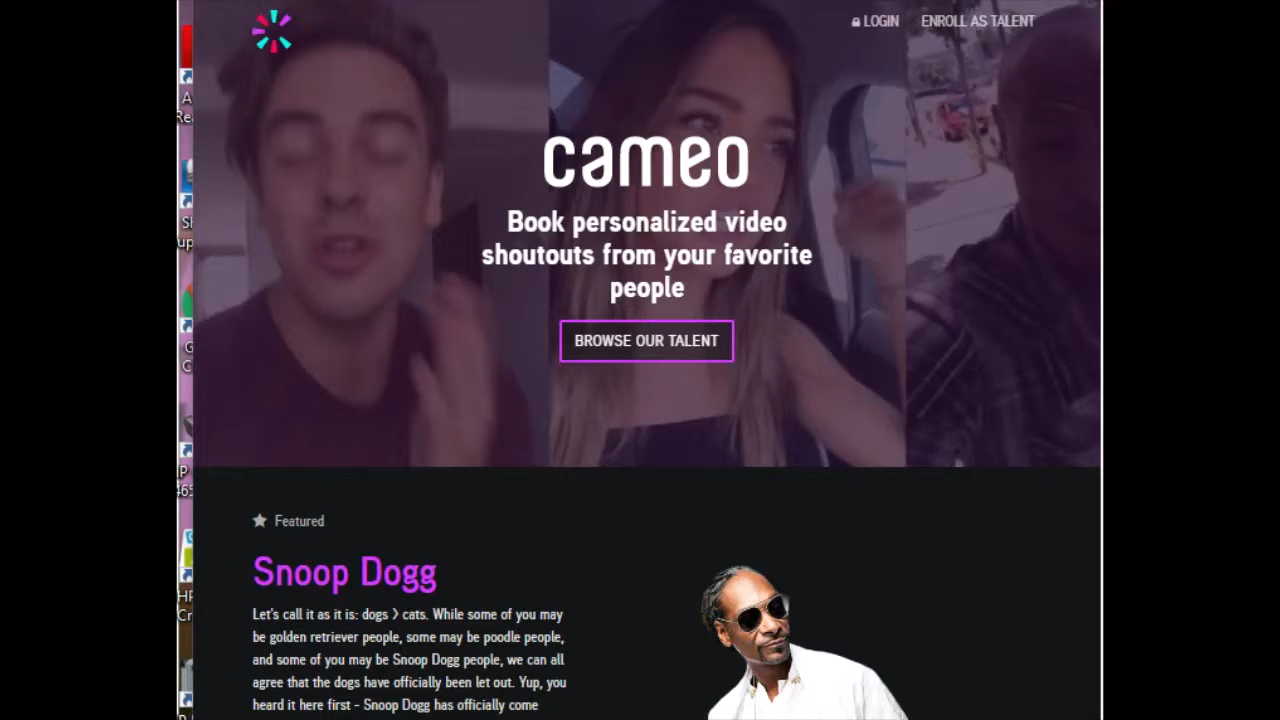 LOGIN
ENROLL AS TALENT
cameo
Book personalized video
shoutouts from your favorite
people
BROWSE OUR TALENT
Featured
Snoop Dogg
Let's call it as it is: dogs > cats. While some of you may
be golden retriever people, some may be poodle people,
and some of you may be Snoop Dogg people, we can all
agree that the dogs have officially been let out. Yup, you
heard it here first - Snoop Dogg has officially come